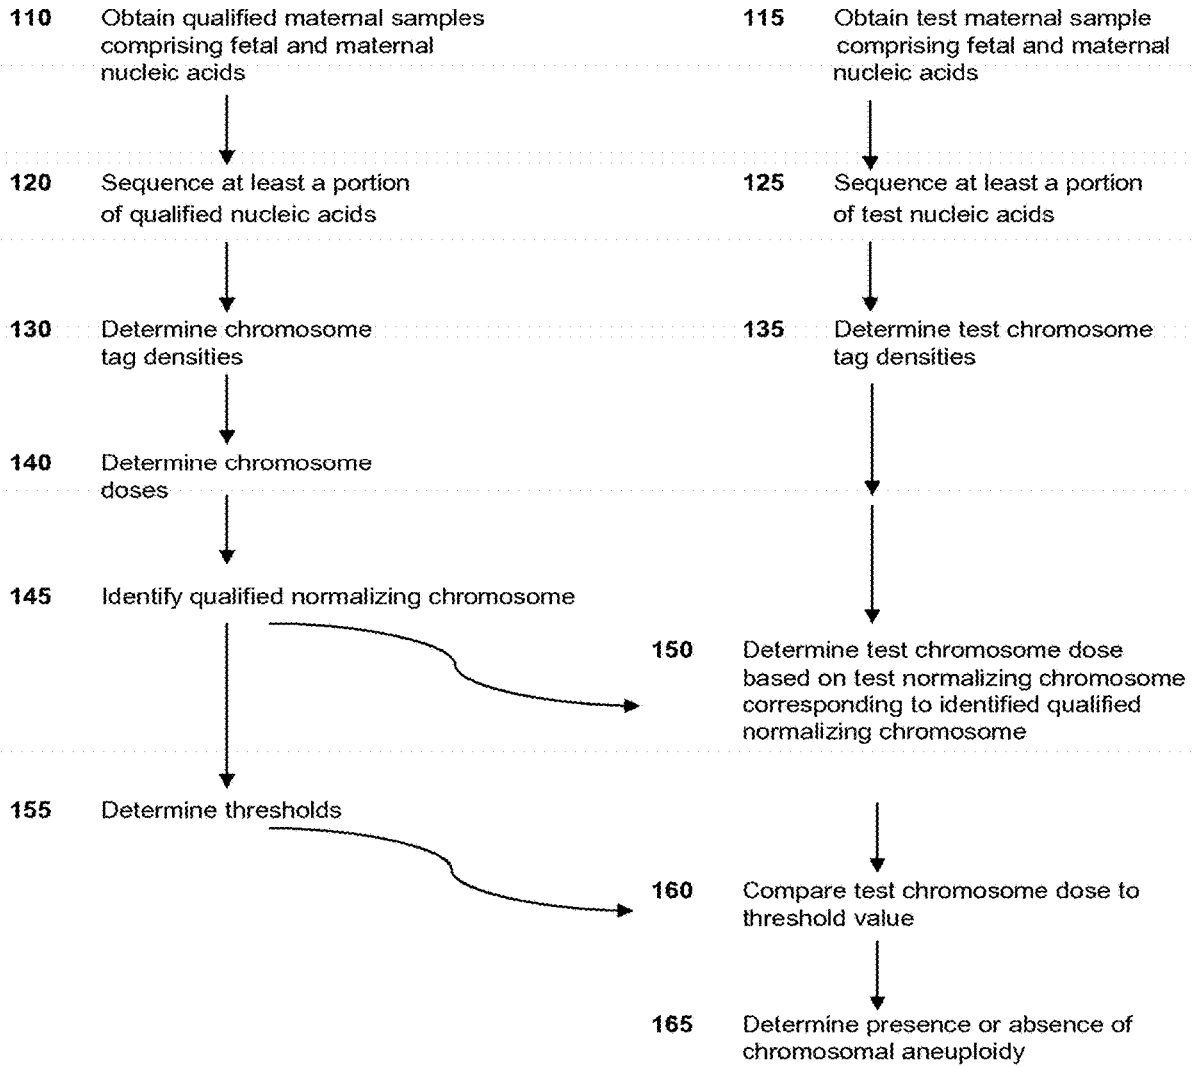 110 Obtain qualified maternal samples
comprising fetal and maternal
nucleic acids
115 Obtain test maternal sample
comprising fetal and maternal
nucleic acids
120 Sequence at least a portion
of qualified nucleic acids
125 Sequence at least a portion
of test nucleic acids
130 Determine chromosome
tag densities
135 Determine test chromosome
tag densities
140 Determine chromosome
doses
145 Identify qualified normalizing chromosome
150 Determine test chromosome dose
based on test normalizing chromosome
corresponding to identified qualified
normalizing chromosome
155 Determine thresholds
160 Compare test chromosome dose to
threshold value
165 Determine presence or absence of
chromosomal aneuploidy